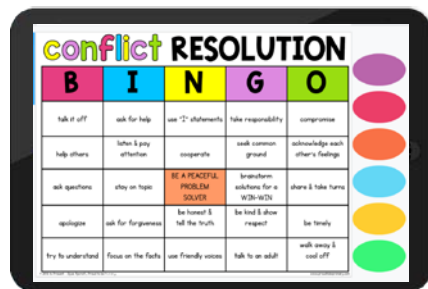 conflict RESOLUTION
B I N G O
talk it off
ask for help
use "I" statements
take responsibility
compromise
help others
listen & pay
attention
cooperate
seek common
ground
acknowledge each
other's feelings
ask questions
stay on topic
BE A PEACEFUL
PROBLEM
SOLVER
brainstorm
solutions for a
WIN-WIN
share & take turns
apologize
ask for forgiveness
be honest &
tell the truth
be kind & show
respect
be timely
try to understand
focus on the facts
use friendly voices
talk to an adult
walk away &
cool off